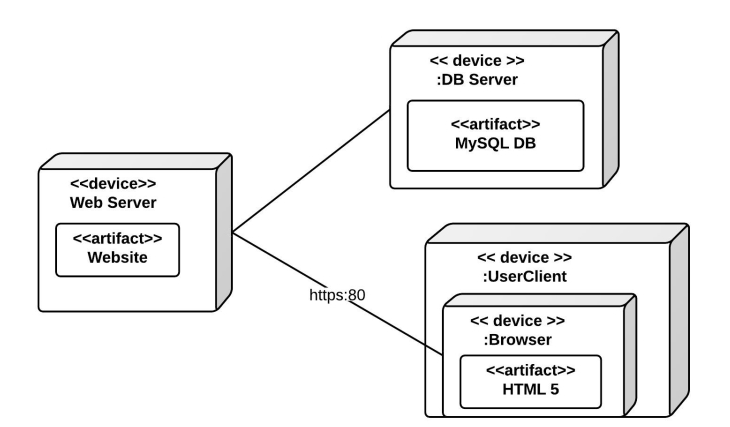 <<device>>
Web Server
<<artifact>>
Website
<< device >>
:DB Server
<<artifact>>
MySQL DB
https:80
<< device >>
:UserClient
<< device >>
:Browser
<<artifact>>
HTML 5